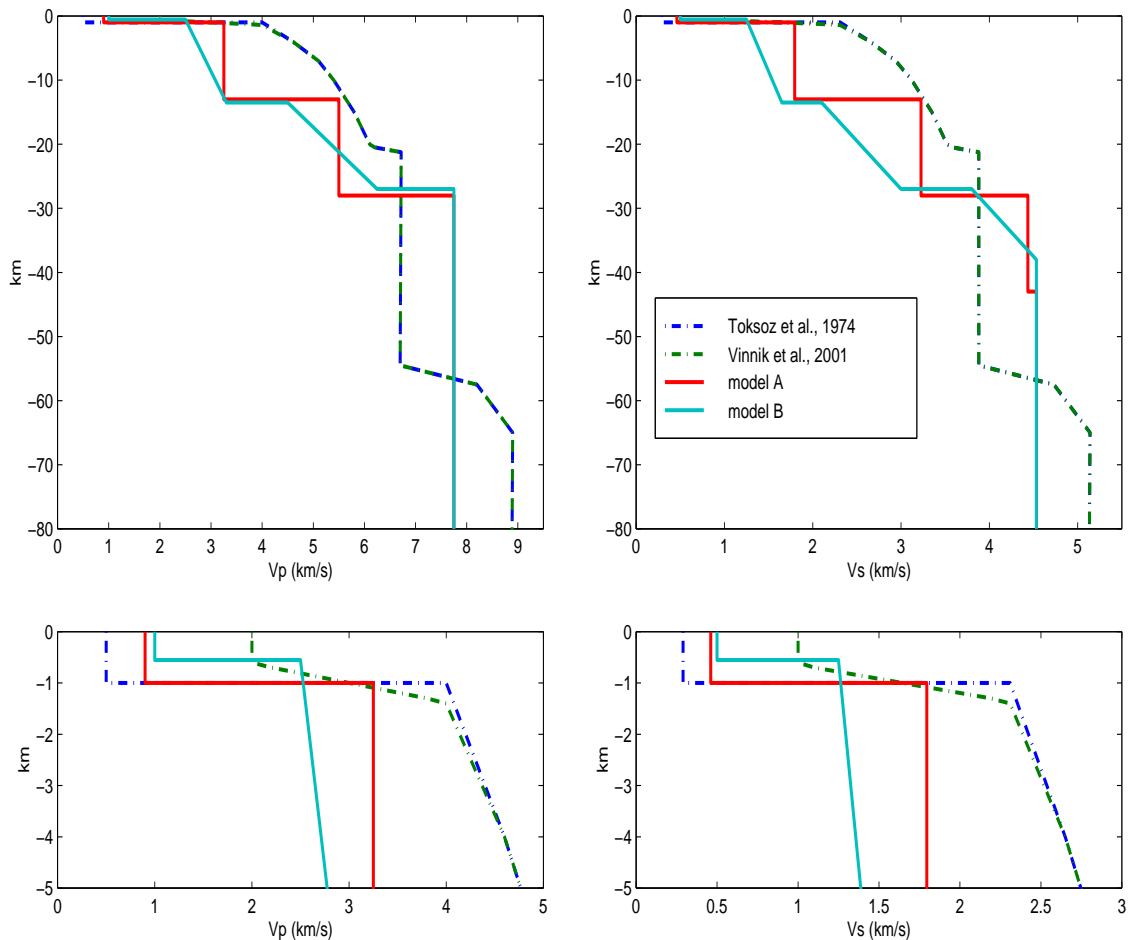 0
−10
−20
−30
−40
−50
−60
−70
−80
km
0 1 2 3 4 5 6 7 8 9
Vp (km/s)
0
−10
−20
−30
−40
−50
−60
−70
−80
km
Toksoz et al., 1974
Vinnik et al., 2001
model A
model B
0 1 2 3 4 5
Vs (km/s)
0
−1
−2
−3
−4
−5
km
0 1 2 3 4 5
Vp (km/s)
0
−1
−2
−3
−4
−5
km
0 0.5 1 1.5 2 2.5 3
Vs (km/s)